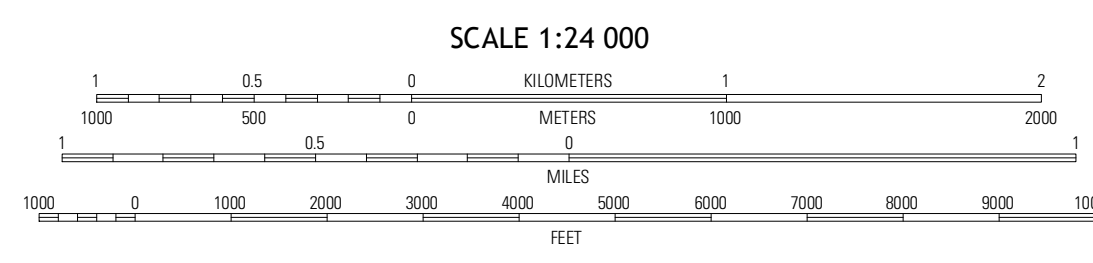 SCALE 1:24 000
1 0.5 0 KILOMETERS 1 2
1000 500 0 METERS 1000 2000
1 0.5 0 1
MILES
1000 0 1000 2000 3000 4000 5000 6000 7000 8000 9000
FEET